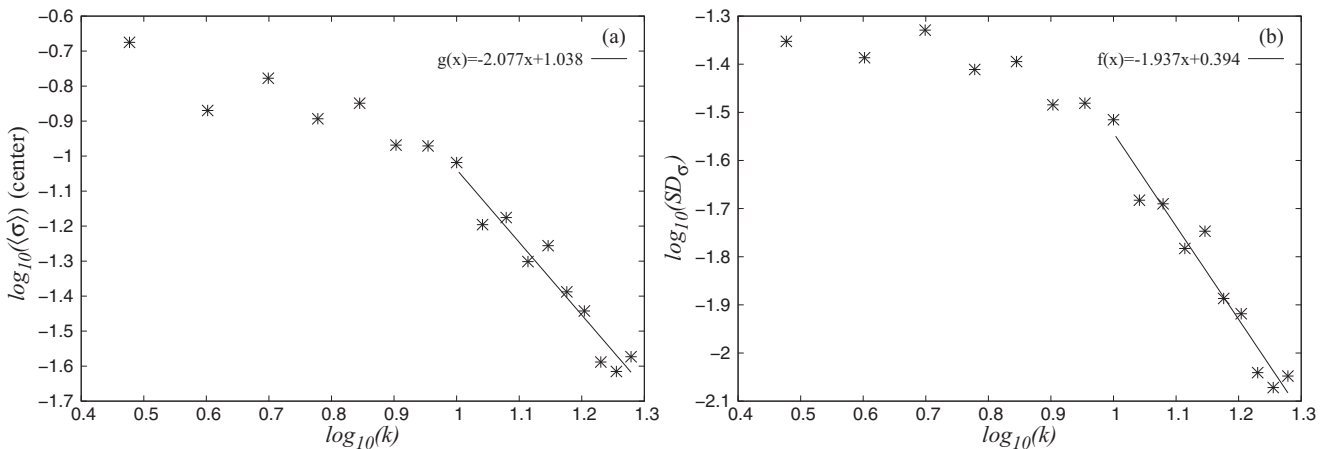 (a)
g(x)=-2.077x+1.038
log10(⟨σ⟩) (center)
-0.6
-0.7
-0.8
-0.9
-1
-1.1
-1.2
-1.3
-1.4
-1.5
-1.6
-1.7
0.4 0.5 0.6 0.7 0.8 0.9 1 1.1 1.2 1.3
log10(k)
(b)
f(x)=-1.937x+0.394
log10(SDσ)
-1.3
-1.4
-1.5
-1.6
-1.7
-1.8
-1.9
-2
-2.1
0.4 0.5 0.6 0.7 0.8 0.9 1 1.1 1.2 1.3
log10(k)